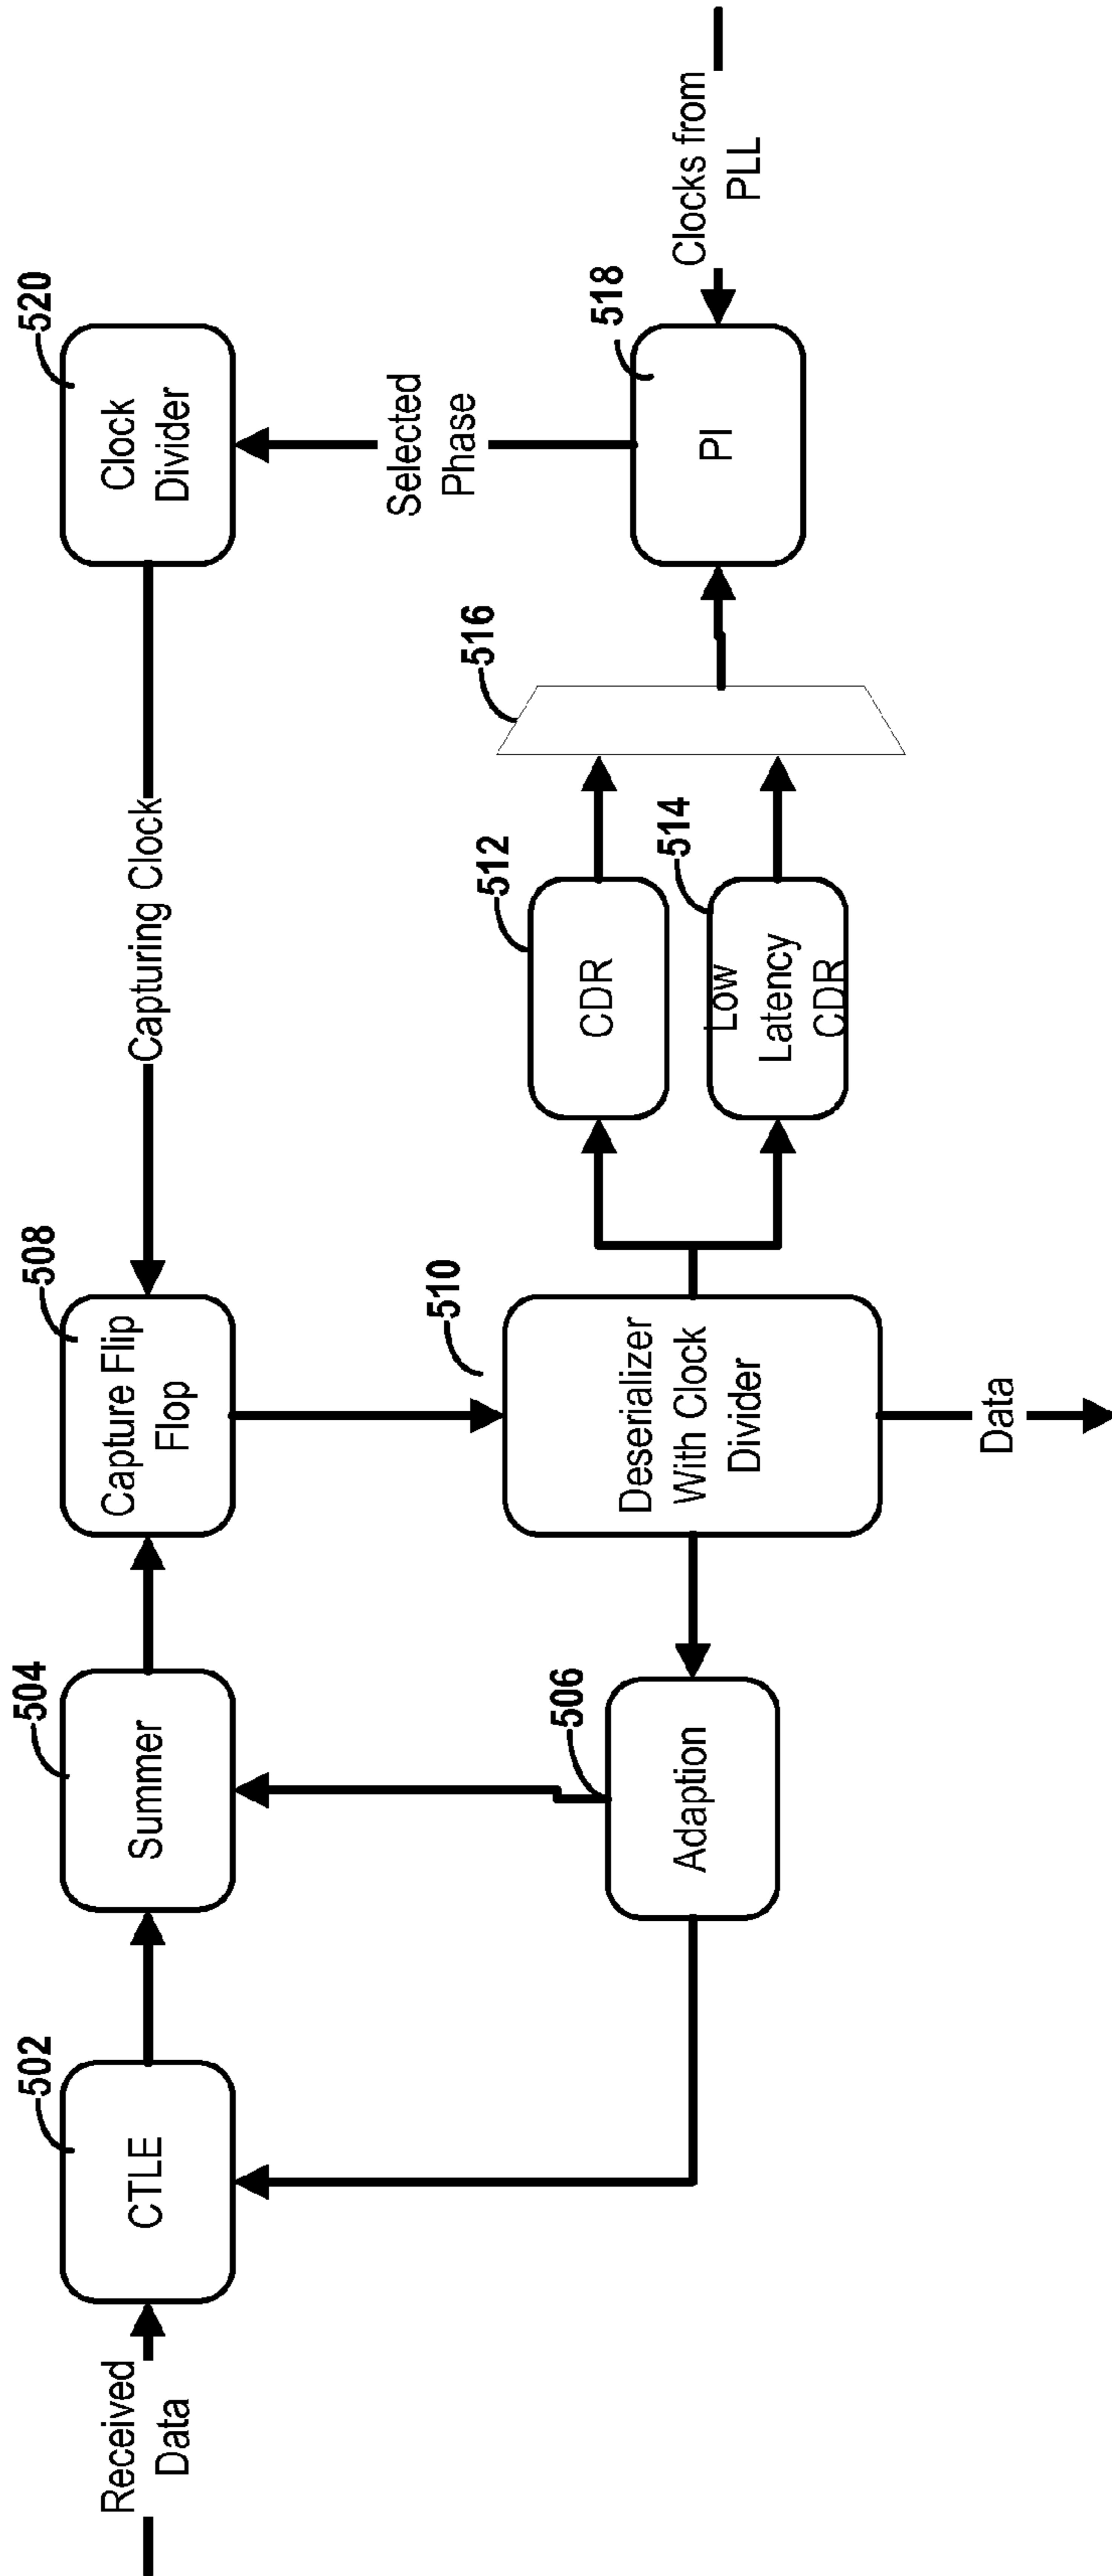 Received
Data
502
CTLE
504
Summer
508
Capture Flip
Flop
Capturing Clock
520
Clock
Divider
506
Adaption
510
Deserializer
With Clock
Divider
Data
512
CDR
514
Low
Latency
CDR
516
Selected
Phase
518
PI
Clocks from
PLL